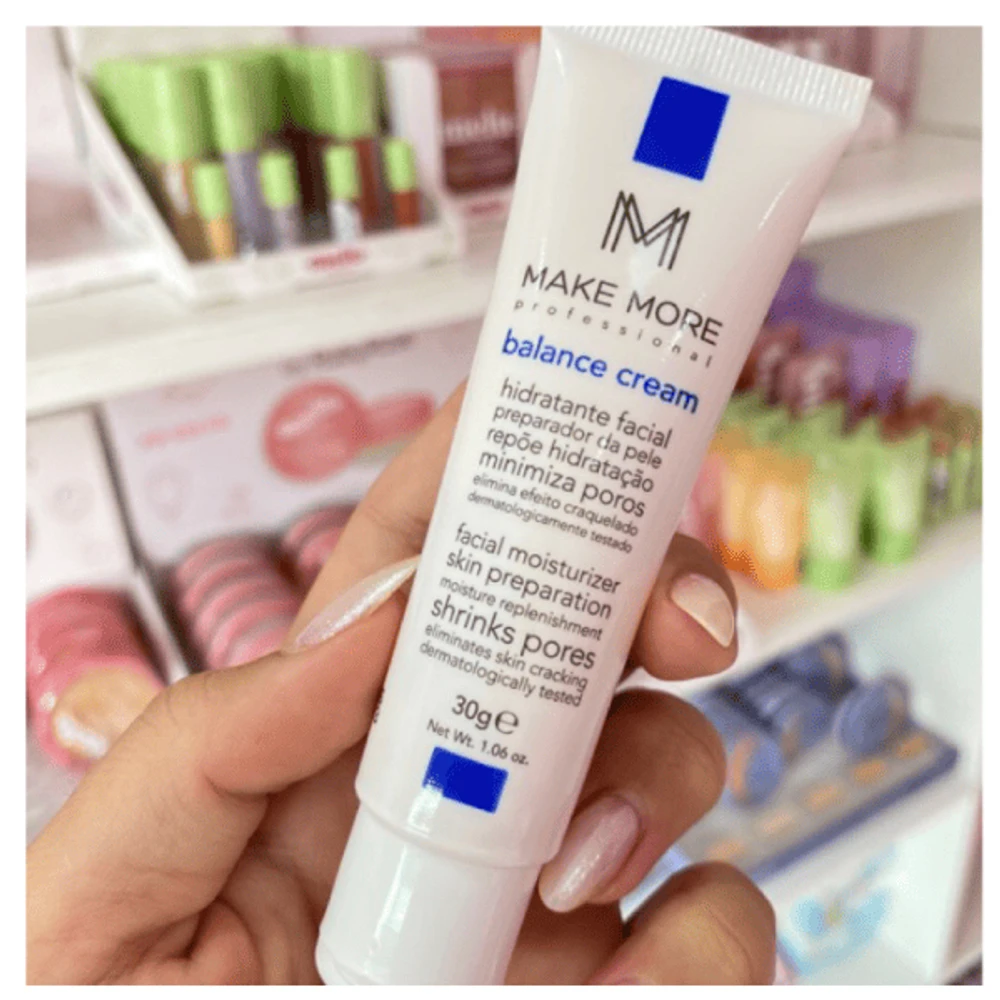 M
MAKE MORE
professional
balance cream
hidratante facial
preparador da pele
repõe hidratação
minimiza poros
elimina efeito craquelado
dermatologicamente testado
facial moisturizer
skin preparation
moisture replenishment
shrinks pores
eliminates skin cracking
dermatologically tested
30g℮
Net Wt. 1.06 oz.